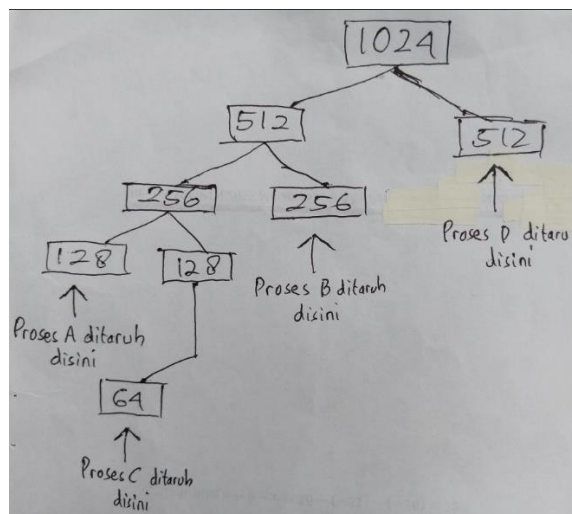 1024
512
512
256
256
128
128
Proses D ditaru
disini
Proses B ditaruh
disini
Proses A ditaruh
disini
64
Proses C ditaruh
disini